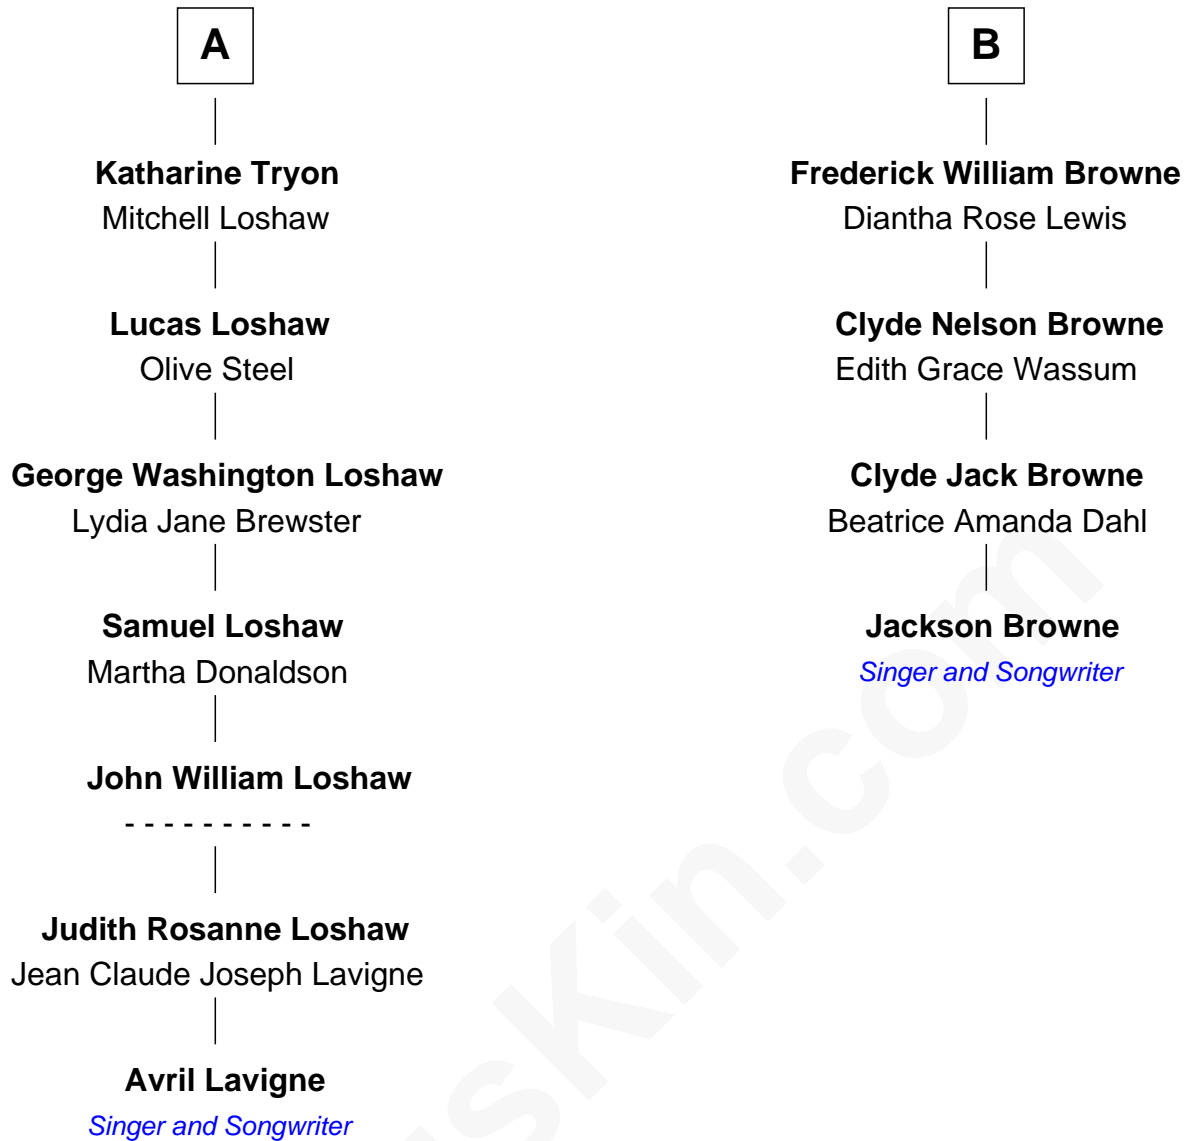 A
Katharine Tryon
Mitchell Loshaw
Lucas Loshaw
Olive Steel
George Washington Loshaw
Lydia Jane Brewster
Samuel Loshaw
Martha Donaldson
John William Loshaw
- - - - - - - - - -
Judith Rosanne Loshaw
Jean Claude Joseph Lavigne
Avril Lavigne
Singer and Songwriter
B
Frederick William Browne
Diantha Rose Lewis
Clyde Nelson Browne
Edith Grace Wassum
Clyde Jack Browne
Beatrice Amanda Dahl
Jackson Browne
Singer and Songwriter
sKin.com